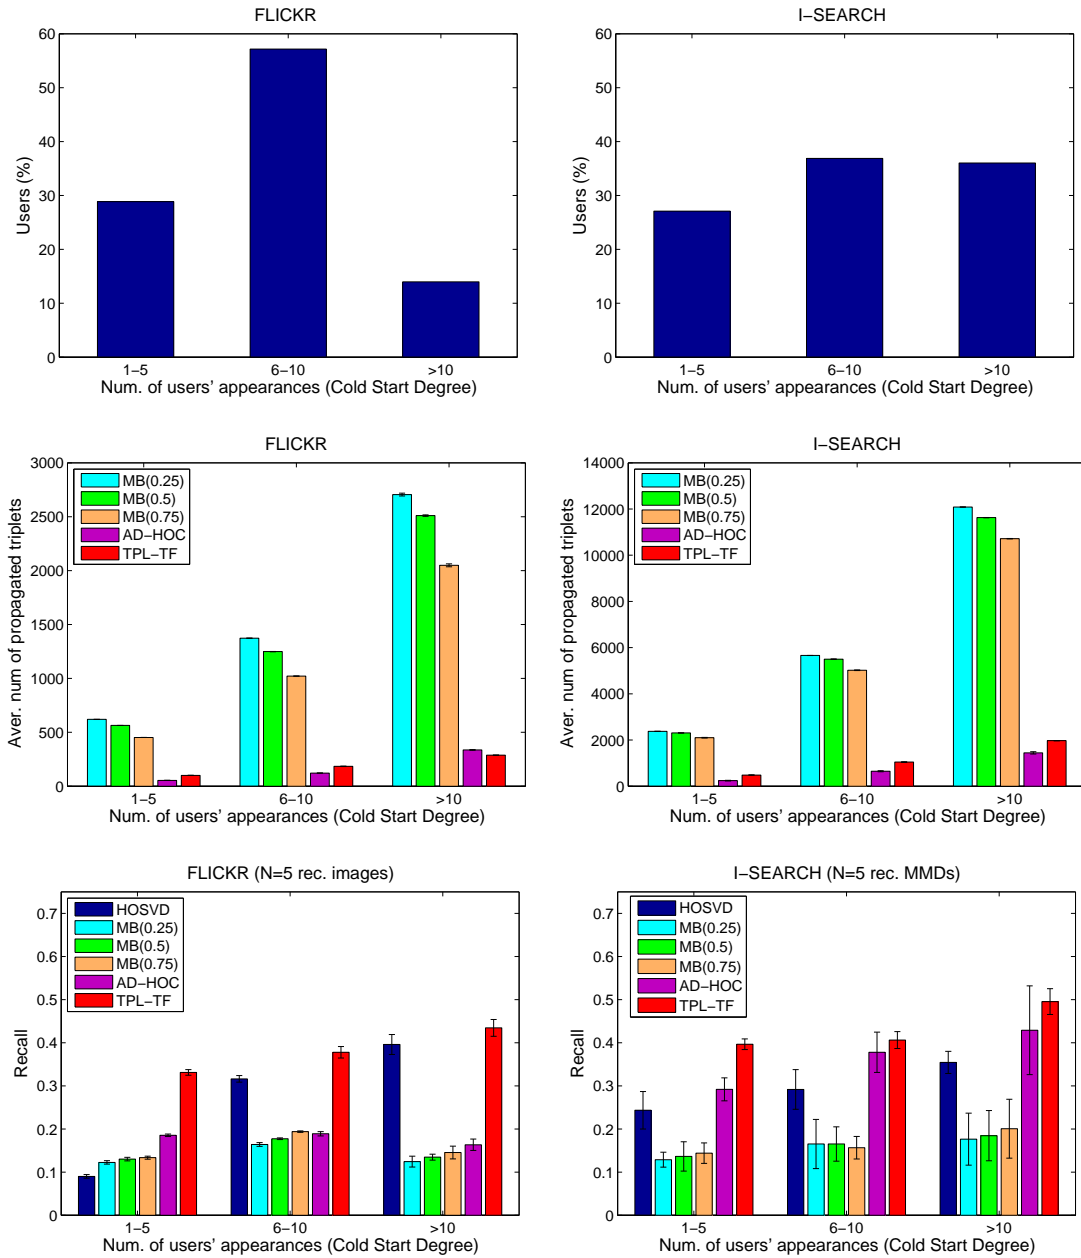 FLICKR
60
50
40
30
20
10
0
Users (%)
1−5 6−10 >10
Num. of users' appearances (Cold Start Degree)
I−SEARCH
60
50
40
30
20
10
0
Users (%)
1−5 6−10 >10
Num. of users' appearances (Cold Start Degree)
FLICKR
3000
2500
2000
1500
1000
500
0
Aver. num of propagated triplets
MB(0.25)
MB(0.5)
MB(0.75)
AD−HOC
TPL−TF
1−5 6−10 >10
Num. of users' appearances (Cold Start Degree)
I−SEARCH
14000
12000
10000
8000
6000
4000
2000
0
Aver. num of propagated triplets
MB(0.25)
MB(0.5)
MB(0.75)
AD−HOC
TPL−TF
1−5 6−10 >10
Num. of users' appearances (Cold Start Degree)
FLICKR (N=5 rec. images)
0.7
0.6
0.5
0.4
0.3
0.2
0.1
0
Recall
HOSVD
MB(0.25)
MB(0.5)
MB(0.75)
AD−HOC
TPL−TF
1−5 6−10 >10
Num. of users' appearances (Cold Start Degree)
I−SEARCH (N=5 rec. MMDs)
0.7
0.6
0.5
0.4
0.3
0.2
0.1
0
Recall
HOSVD
MB(0.25)
MB(0.5)
MB(0.75)
AD−HOC
TPL−TF
1−5 6−10 >10
Num. of users' appearances (Cold Start Degree)